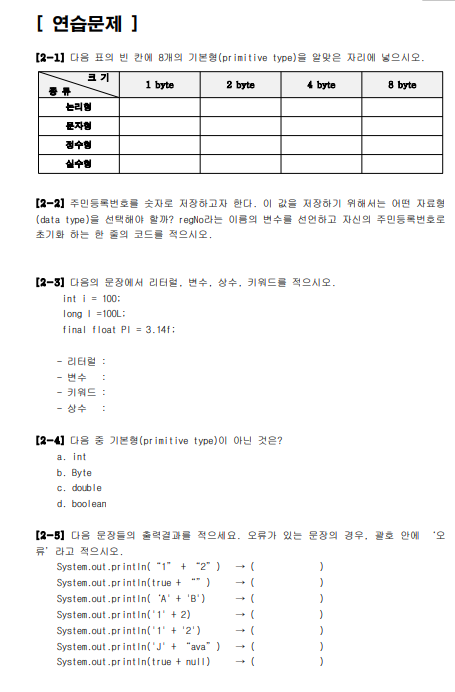 [ 연습문제 ]
[2-1] 다음 표의 빈 칸에 8개의 기본형(primitive type)을 알맞은 자리에 넣으시오.
크 기
종 류
1 byte 2 byte 4 byte 8 byte
논리형
문자형
정수형
실수형
[2-2] 주민등록번호를 숫자로 저장하고자 한다. 이 값을 저장하기 위해서는 어떤 자료형
(data type)을 선택해야 할까? regNo라는 이름의 변수를 선언하고 자신의 주민등록번호로
초기화 하는 한 줄의 코드를 적으시오.
[2-3] 다음의 문장에서 리터럴, 변수, 상수, 키워드를 적으시오.
int i = 100;
long l =100L;
final float PI = 3.14f;
- 리터럴 :
- 변수 :
- 키워드 :
- 상수 :
[2-4] 다음 중 기본형(primitive type)이 아닌 것은?
a. int
b. Byte
c. double
d. boolean
[2-5] 다음 문장들의 출력결과를 적으세요. 오류가 있는 문장의 경우, 괄호 안에 ‘오
류’라고 적으시오.
System.out.println(“1” + “2”) → ( )
System.out.println(true + “”) → ( )
System.out.println(‘A' + 'B') → ( )
System.out.println('1' + 2) → ( )
System.out.println('1' + '2') → ( )
System.out.println('J' + “ava”) → ( )
System.out.println(true + null) → ( )